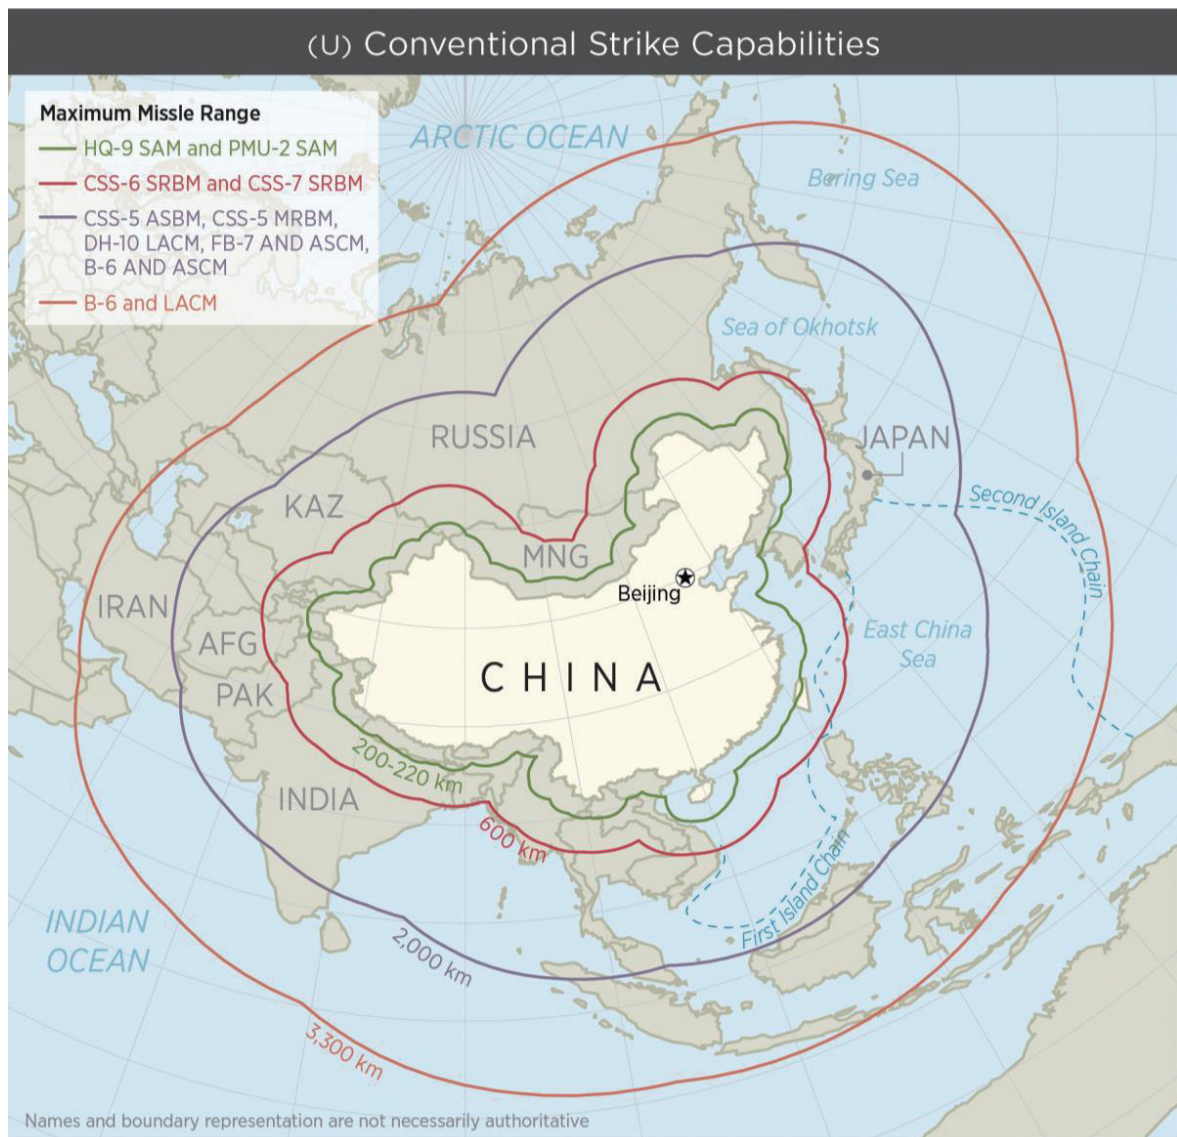 (U) Conventional Strike Capabilities
Maximum Missle Range
HQ-9 SAM and PMU-2 SAM
CSS-6 SRBM and CSS-7 SRBM
CSS-5 ASBM, CSS-5 MRBM,
DH-10 LACM, FB-7 AND ASCM,
B-6 AND ASCM
B-6 and LACM
ARCTIC OCEAN
Bering Sea
Sea of Okhotsk
RUSSIA
JAPAN
KAZ
Second Island Chain
MNG
Beijing
IRAN
AFG
East China
Sea
CHINA
PAK
200-220 km
INDIA
600 km
First Island Chain
INDIAN
OCEAN
2,000 km
3,300 km
Names and boundary representation are not necessarily authoritative